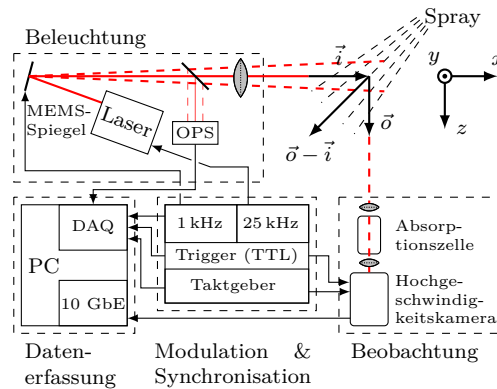 Spray
Beleuchtung
i⃗
y
x
MEMS-
Spiegel
Laser
OPS
o⃗
z
o⃗ − i⃗
DAQ
1 kHz
25 kHz
Absorp-
tionszelle
PC
Trigger (TTL)
Taktgeber
10 GbE
Hochge-
schwindig-
keitskamera
Daten-
erfassung
Modulation &
Synchronisation
Beobachtung